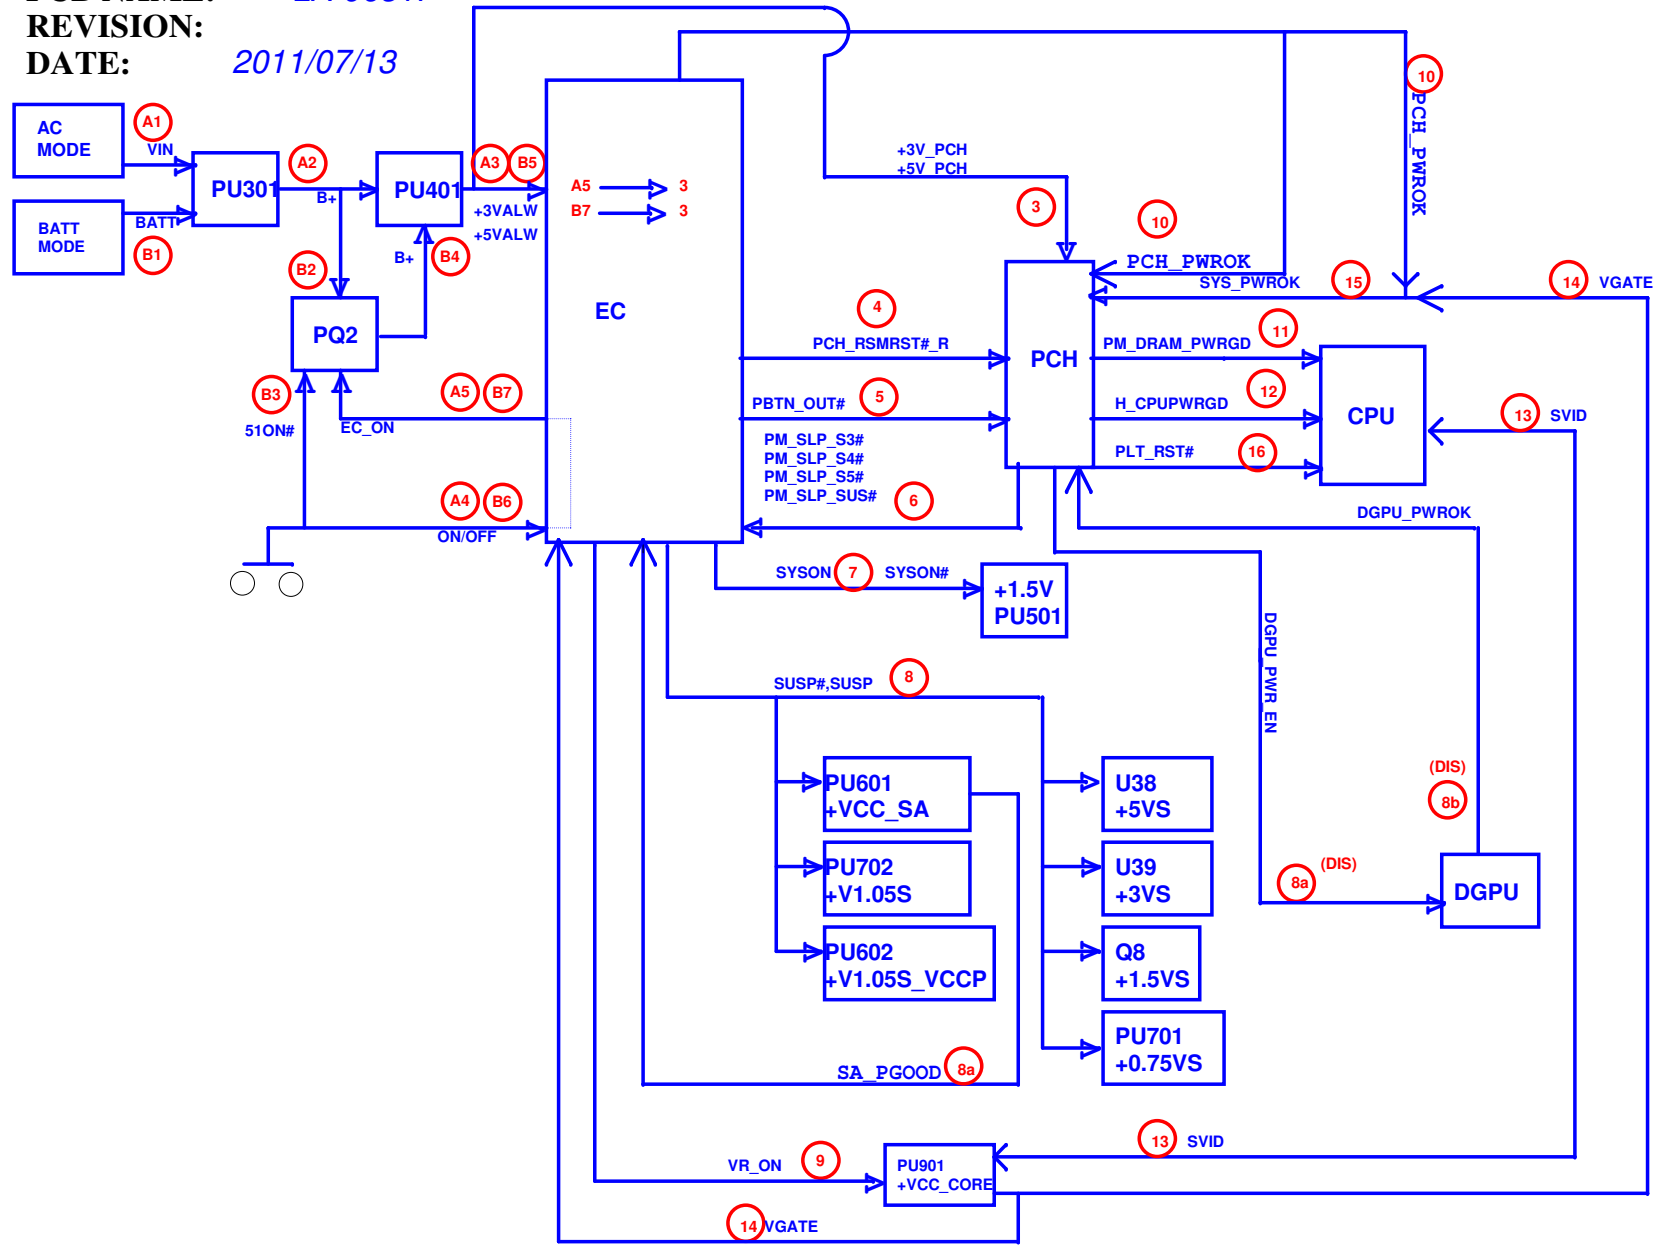 REVISION:
DATE: 2011/07/13
AC
MODE
A1
VIN
BATT
MODE
BATT
B1
PU301
A2
B+
PU401
A3 B5
+3VALW
+5VALW
B2
B+
B4
PQ2
B3
51ON#
A5 B7
EC_ON
A4 B6
ON/OFF
A5 3
B7 3
EC
+3V_PCH
+5V_PCH
3
10
PCH_PWROK
10
PCH_PWROK
SYS_PWROK
15
14
VGATE
4
PCH_RSMRST#_R
PCH
11
PM_DRAM_PWRGD
5
PBTN_OUT#
12
H_CPUPWRGD
CPU
13
SVID
PM_SLP_S3#
PM_SLP_S4#
PM_SLP_S5#
PM_SLP_SUS#
6
PLT_RST#
16
DGPU_PWROK
SYSON 7 SYSON#
+1.5V
PU501
DGPU_PWR_EN
SUSP#,SUSP
8
PU601
+VCC_SA
PU702
+V1.05S
PU602
+V1.05S_VCCP
U38
+5VS
U39
+3VS
Q8
+1.5VS
PU701
+0.75VS
(DIS)
8b
(DIS)
8a
DGPU
SA_PGOOD
8a
VR_ON
9
PU901
+VCC_CORE
13
SVID
14
VGATE